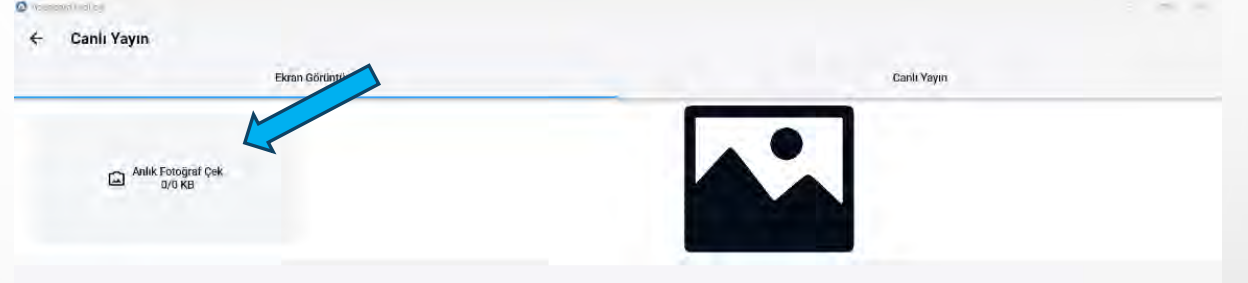 Canlı Yayın
Ekran Görüntü
Canlı Yayın
Anlık Fotoğraf Çek
0/0 KB